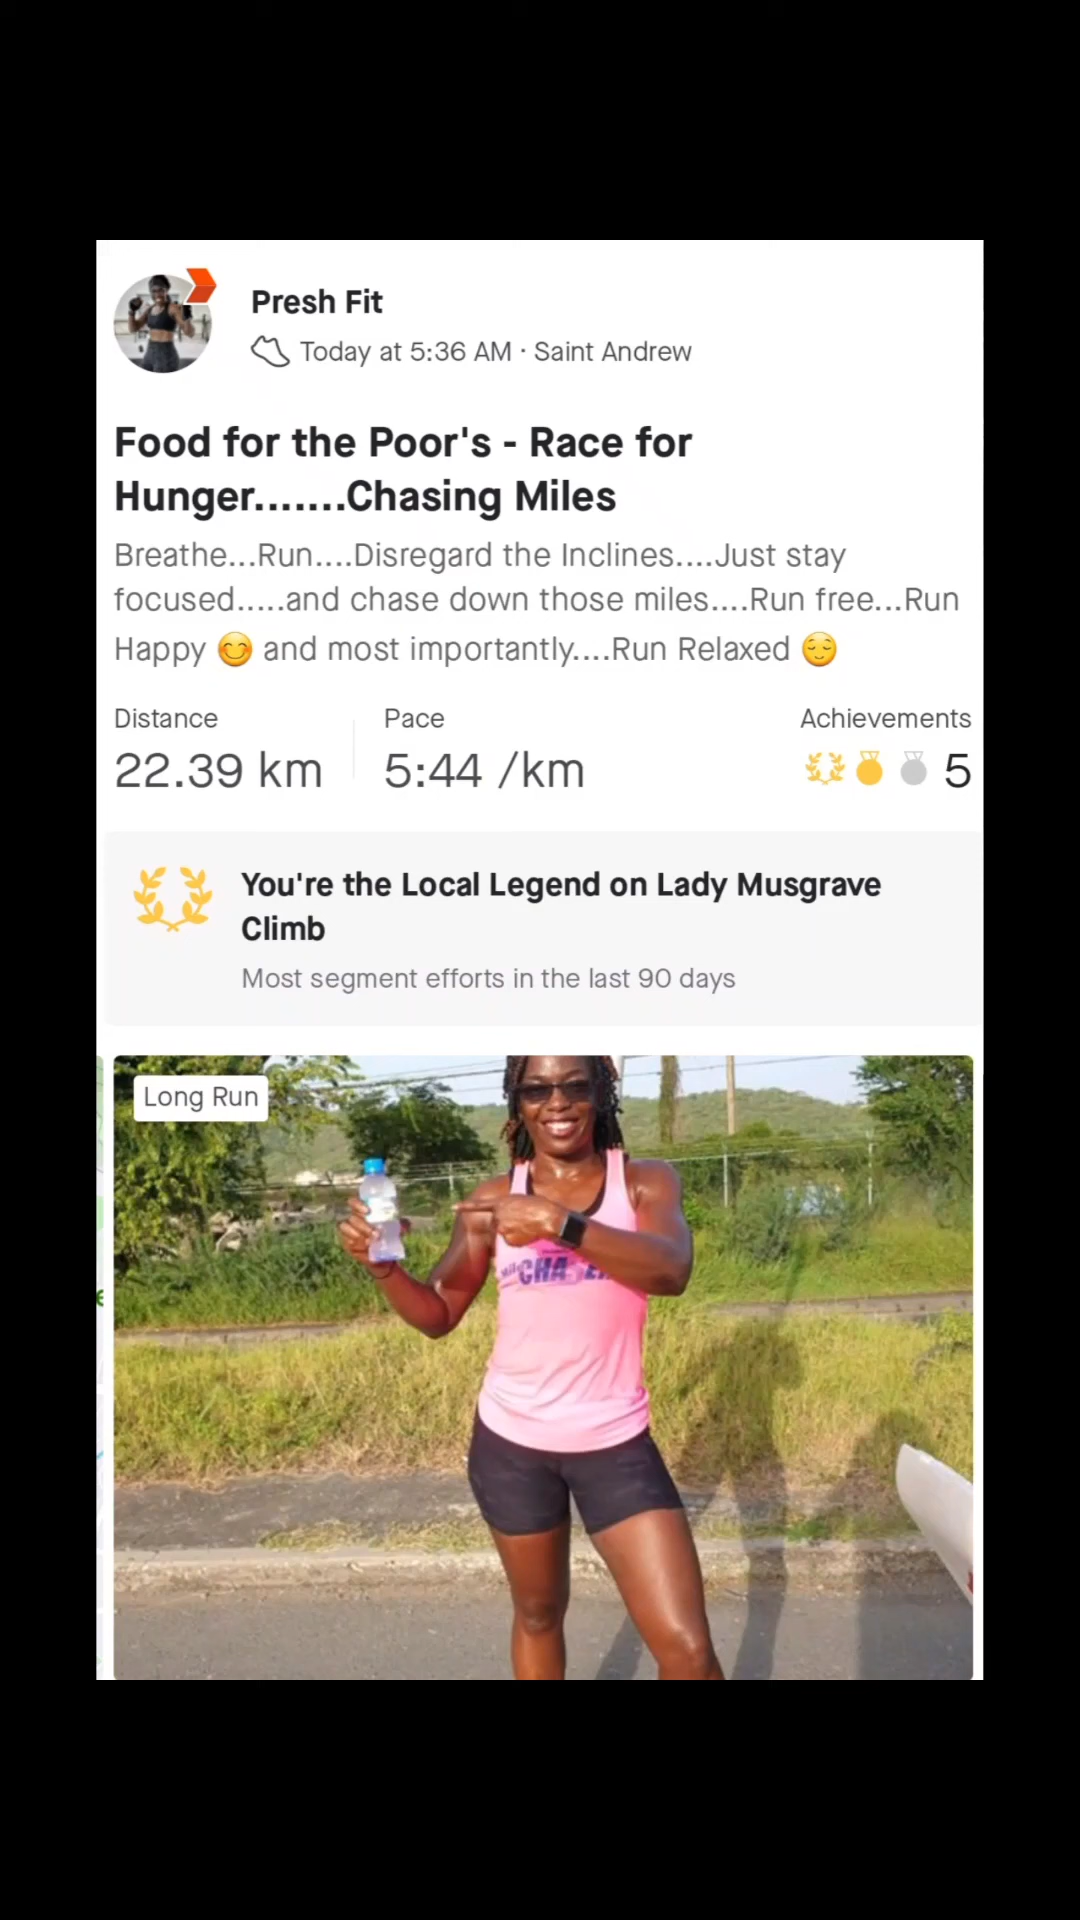 Presh Fit
Today at 5:36 AM · Saint Andrew
Food for the Poor's - Race for
Hunger.......Chasing Miles
Breathe...Run....Disregard the Inclines....Just stay
focused.....and chase down those miles....Run free...Run
Happy 😊 and most importantly....Run Relaxed 😌
Distance
Pace
Achievements
22.39 km
5:44 /km
5
You're the Local Legend on Lady Musgrave
Climb
Most segment efforts in the last 90 days
Long Run